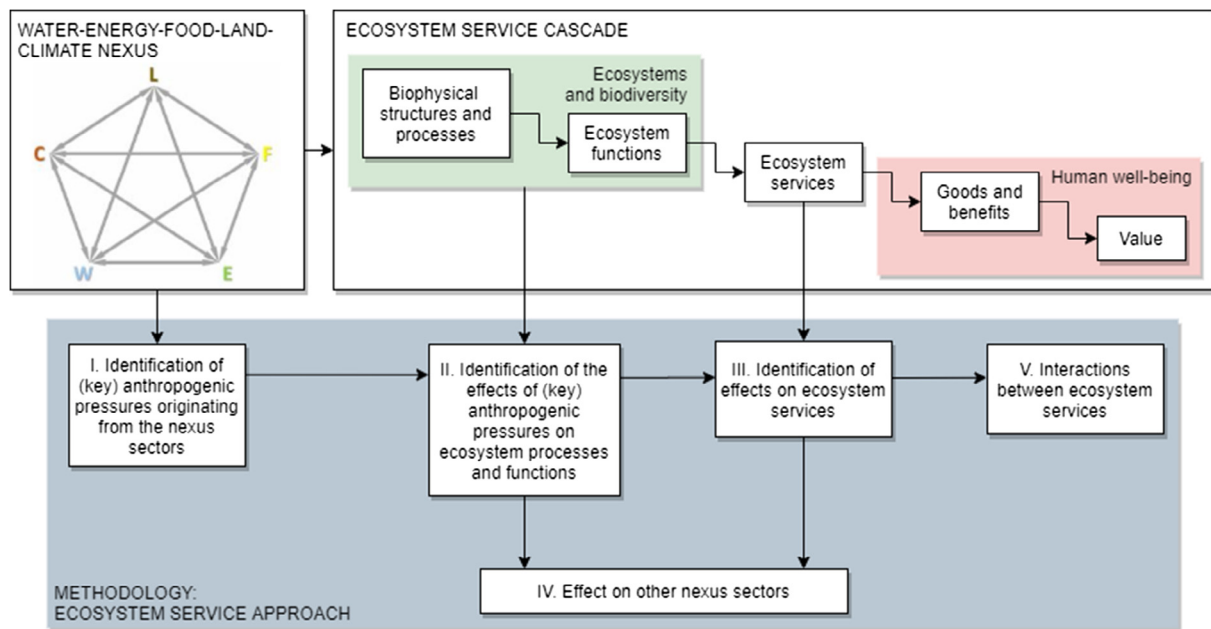 WATER-ENERGY-FOOD-LAND-
CLIMATE NEXUS
L
C
F
W
E
ECOSYSTEM SERVICE CASCADE
Ecosystems
and biodiversity
Biophysical
structures and
processes
Ecosystem
functions
Ecosystem
services
Human well-being
Goods and
benefits
Value
I. Identification of
(key) anthropogenic
pressures originating
from the nexus
sectors
II. Identification of the
effects of (key)
anthropogenic
pressures on
ecosystem processes
and functions
III. Identification of
effects on ecosystem
services
V. Interactions
between ecosystem
services
IV. Effect on other nexus sectors
METHODOLOGY:
ECOSYSTEM SERVICE APPROACH